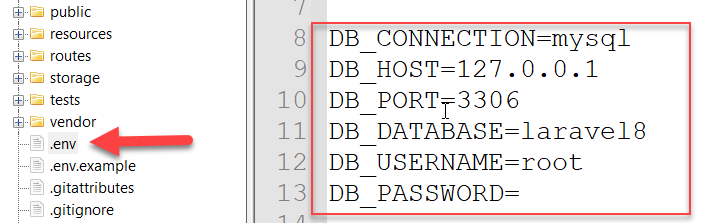 public
resources
routes
storage
tests
vendor
.env
.env.example
.gitattributes
.gitignore
7
8 DB_CONNECTION=mysql
9 DB_HOST=127.0.0.1
10 DB_PORT=3306
11 DB_DATABASE=laravel8
12 DB_USERNAME=root
13 DB_PASSWORD=
14